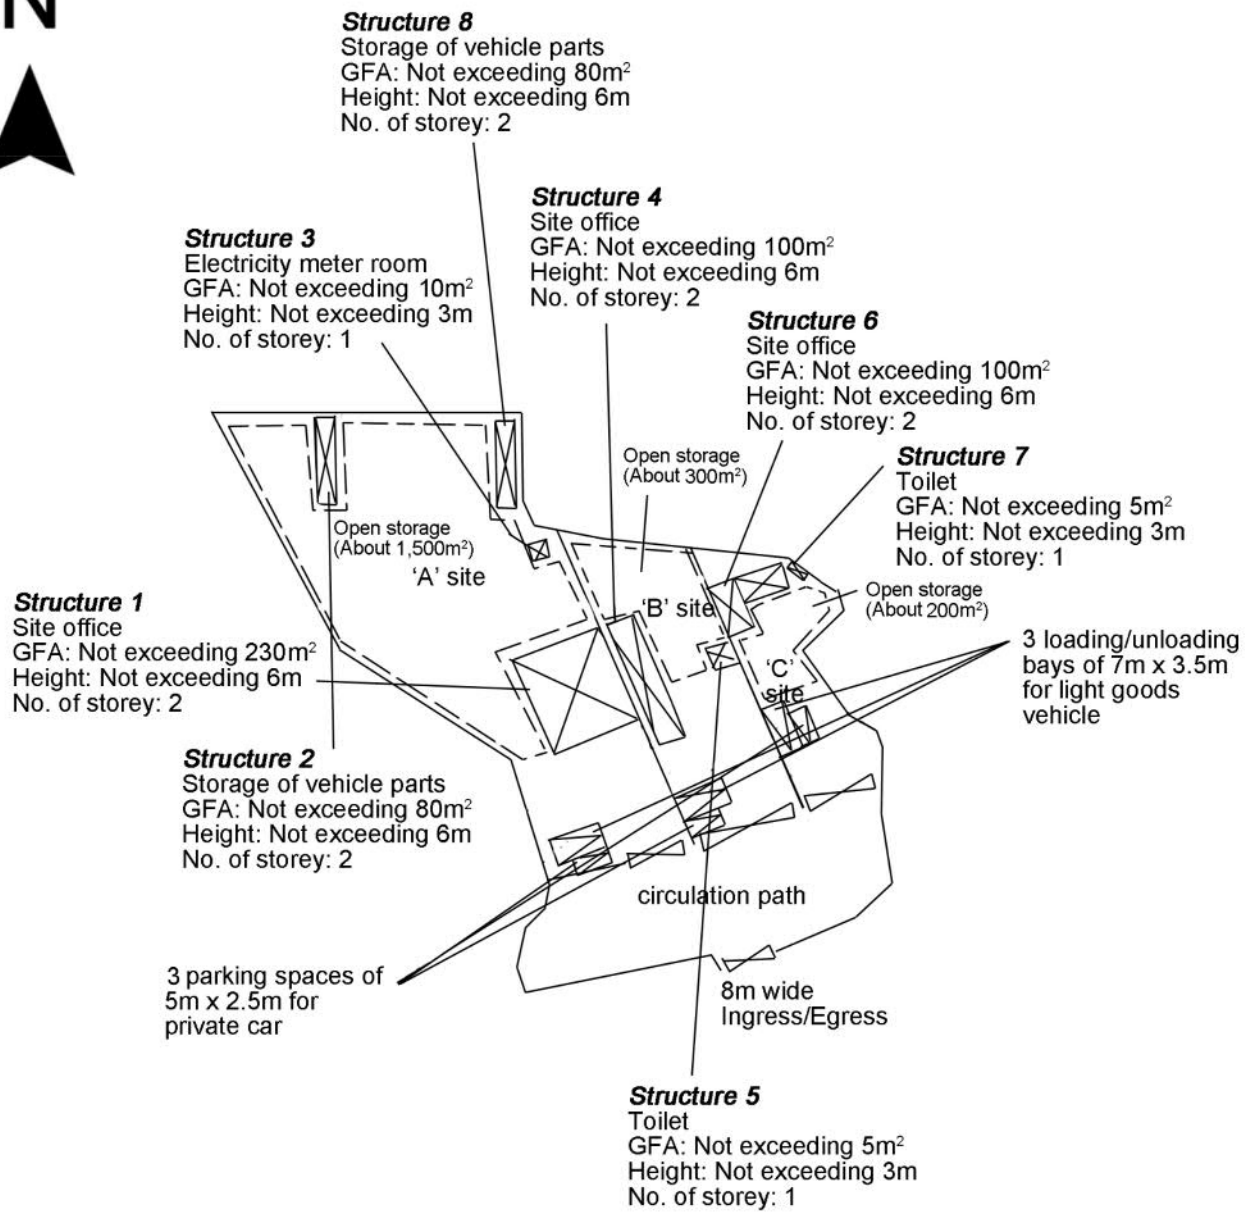 N
Structure 8
Storage of vehicle parts
GFA: Not exceeding 80m²
Height: Not exceeding 6m
No. of storey: 2
Structure 4
Site office
GFA: Not exceeding 100m²
Height: Not exceeding 6m
No. of storey: 2
Structure 3
Electricity meter room
GFA: Not exceeding 10m²
Height: Not exceeding 3m
No. of storey: 1
Structure 6
Site office
GFA: Not exceeding 100m²
Height: Not exceeding 6m
No. of storey: 2
Open storage
(About 300m²)
Structure 7
Toilet
GFA: Not exceeding 5m²
Height: Not exceeding 3m
No. of storey: 1
Open storage
(About 1,500m²)
'A' site
'B' site
Open storage
(About 200m²)
Structure 1
Site office
GFA: Not exceeding 230m²
Height: Not exceeding 6m
No. of storey: 2
'C'
site
3 loading/unloading
bays of 7m x 3.5m
for light goods
vehicle
Structure 2
Storage of vehicle parts
GFA: Not exceeding 80m²
Height: Not exceeding 6m
No. of storey: 2
circulation path
3 parking spaces of
5m x 2.5m for
private car
8m wide
Ingress/Egress
Structure 5
Toilet
GFA: Not exceeding 5m²
Height: Not exceeding 3m
No. of storey: 1